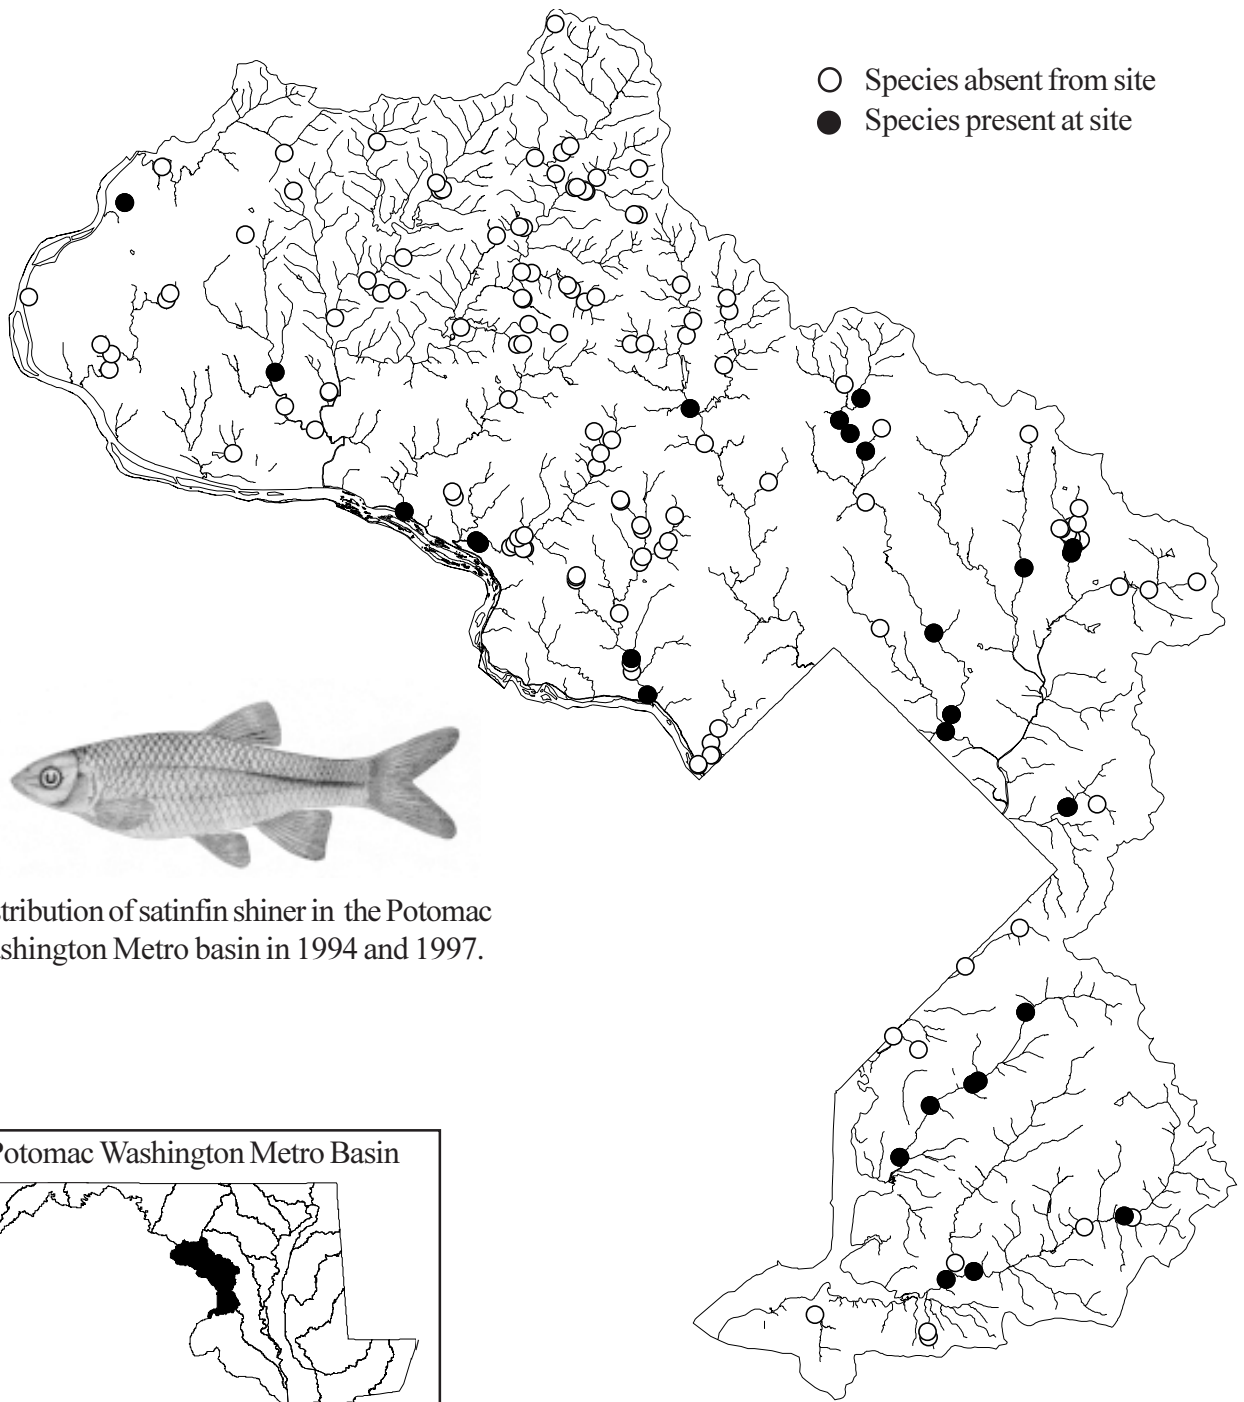 Species absent from site
Species present at site
stribution of satinfin shiner in the Potomac
ashington Metro basin in 1994 and 1997.
Potomac Washington Metro Basin